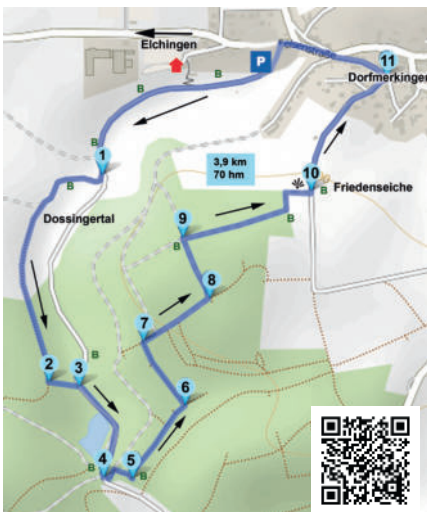 Elchingen
P
11
Dorfmerkingen
B
B
B
1
3,9 km
70 hm
10
B
Friedenseiche
Dossingertal
9
B
B
8
7
B
2
3
6
4
5
B
B